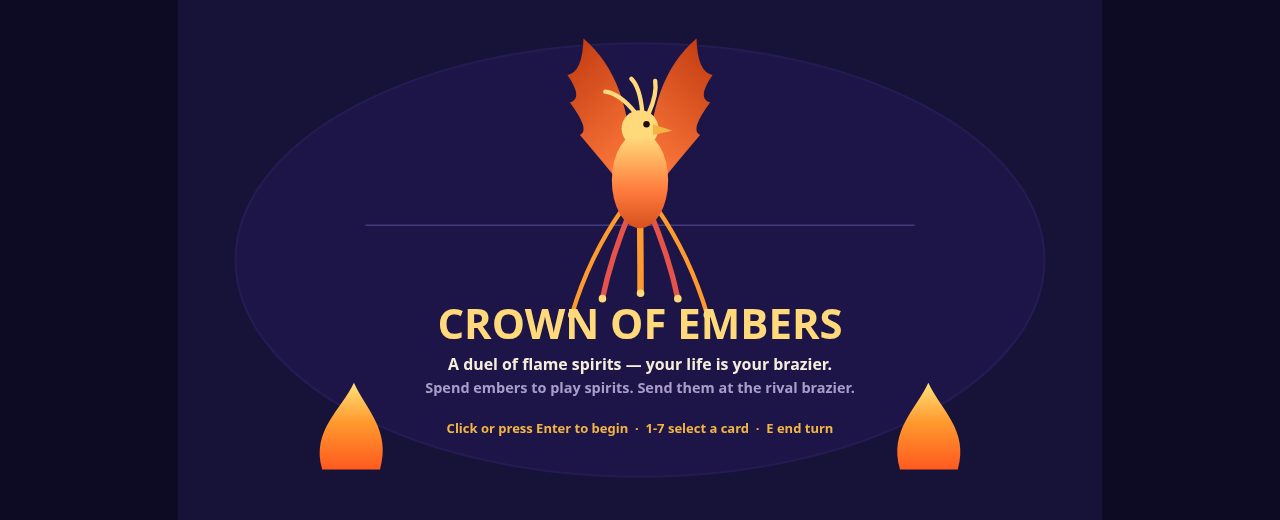 CROWN OF EMBERS
A duel of flame spirits — your life is your brazier.
Spend embers to play spirits. Send them at the rival brazier.
Click or press Enter to begin · 1-7 select a card · E end turn